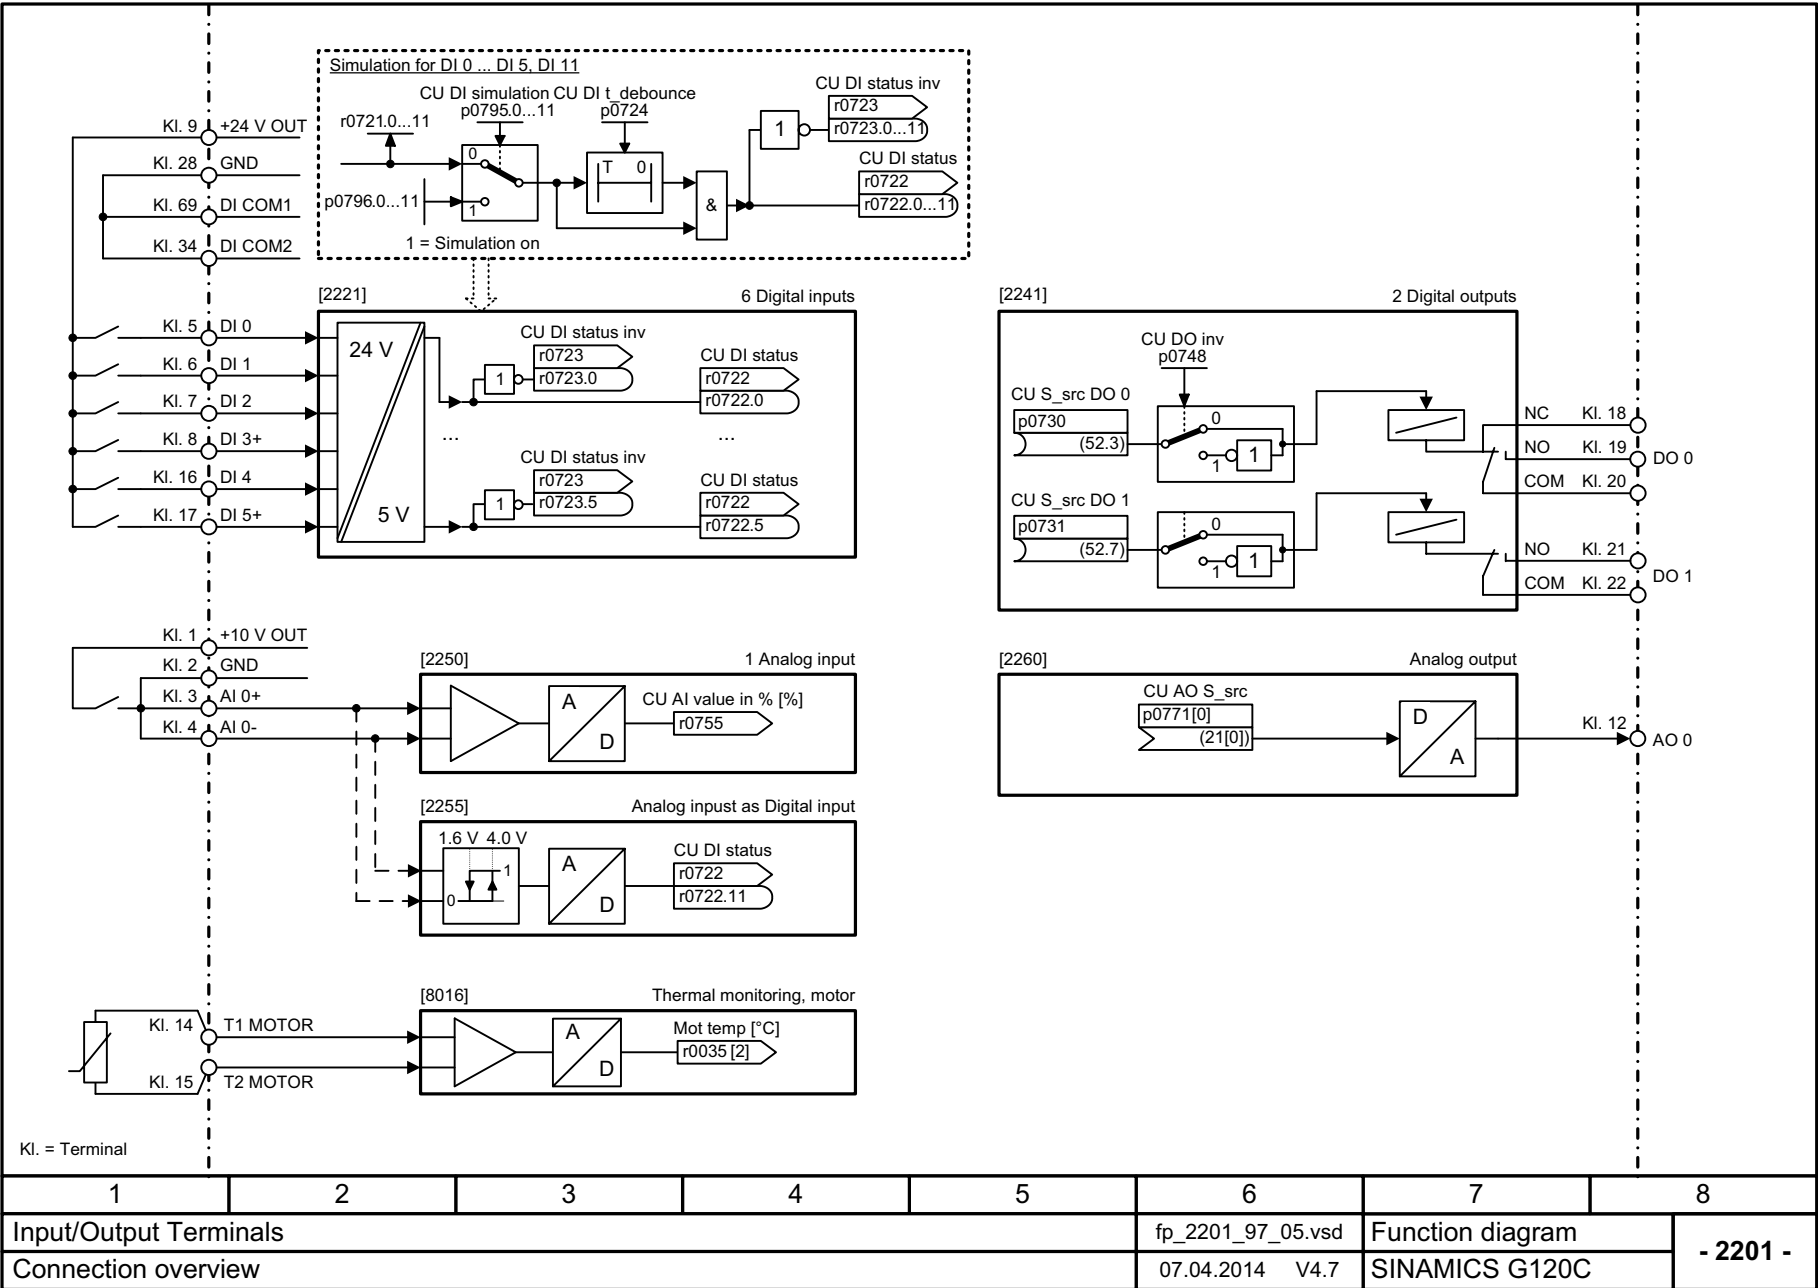 Simulation for DI 0 ... DI 5, DI 11
CU DI simulation
p0795.0...11
CU DI t_debounce
p0724
CU DI status inv
r0723
r0723.0...11
r0721.0...11
0
T 0
1
CU DI status
r0722
r0722.0...11
p0796.0...11
1
&
1 = Simulation on
Kl. 9 +24 V OUT
Kl. 28 GND
Kl. 69 DI COM1
Kl. 34 DI COM2
[2221] 6 Digital inputs
Kl. 5 DI 0
Kl. 6 DI 1
Kl. 7 DI 2
Kl. 8 DI 3+
Kl. 16 DI 4
Kl. 17 DI 5+
24 V
5 V
CU DI status inv
r0723
1
r0723.0
CU DI status
r0722
r0722.0
... ...
CU DI status inv
r0723
1
r0723.5
CU DI status
r0722
r0722.5
[2241] 2 Digital outputs
CU DO inv
p0748
CU S_src DO 0
p0730
(52.3)
0
1
1
CU S_src DO 1
p0731
(52.7)
0
1
1
NC Kl. 18
NO Kl. 19
DO 0
COM Kl. 20
NO Kl. 21
DO 1
COM Kl. 22
Kl. 1 +10 V OUT
Kl. 2 GND
Kl. 3 AI 0+
Kl. 4 AI 0-
[2250] 1 Analog input
A
D
CU AI value in % [%]
r0755
[2260] Analog output
CU AO S_src
p0771[0]
(21[0])
D
A
Kl. 12
AO 0
[2255] Analog inpust as Digital input
1.6 V 4.0 V
1
0
A
D
CU DI status
r0722
r0722.11
[8016] Thermal monitoring, motor
Kl. 14 T1 MOTOR
Kl. 15 T2 MOTOR
A
D
Mot temp [°C]
r0035 [2]
Kl. = Terminal
1 2 3 4 5 6 7 8
Input/Output Terminals fp_2201_97_05.vsd Function diagram
- 2201 -
Connection overview 07.04.2014 V4.7 SINAMICS G120C